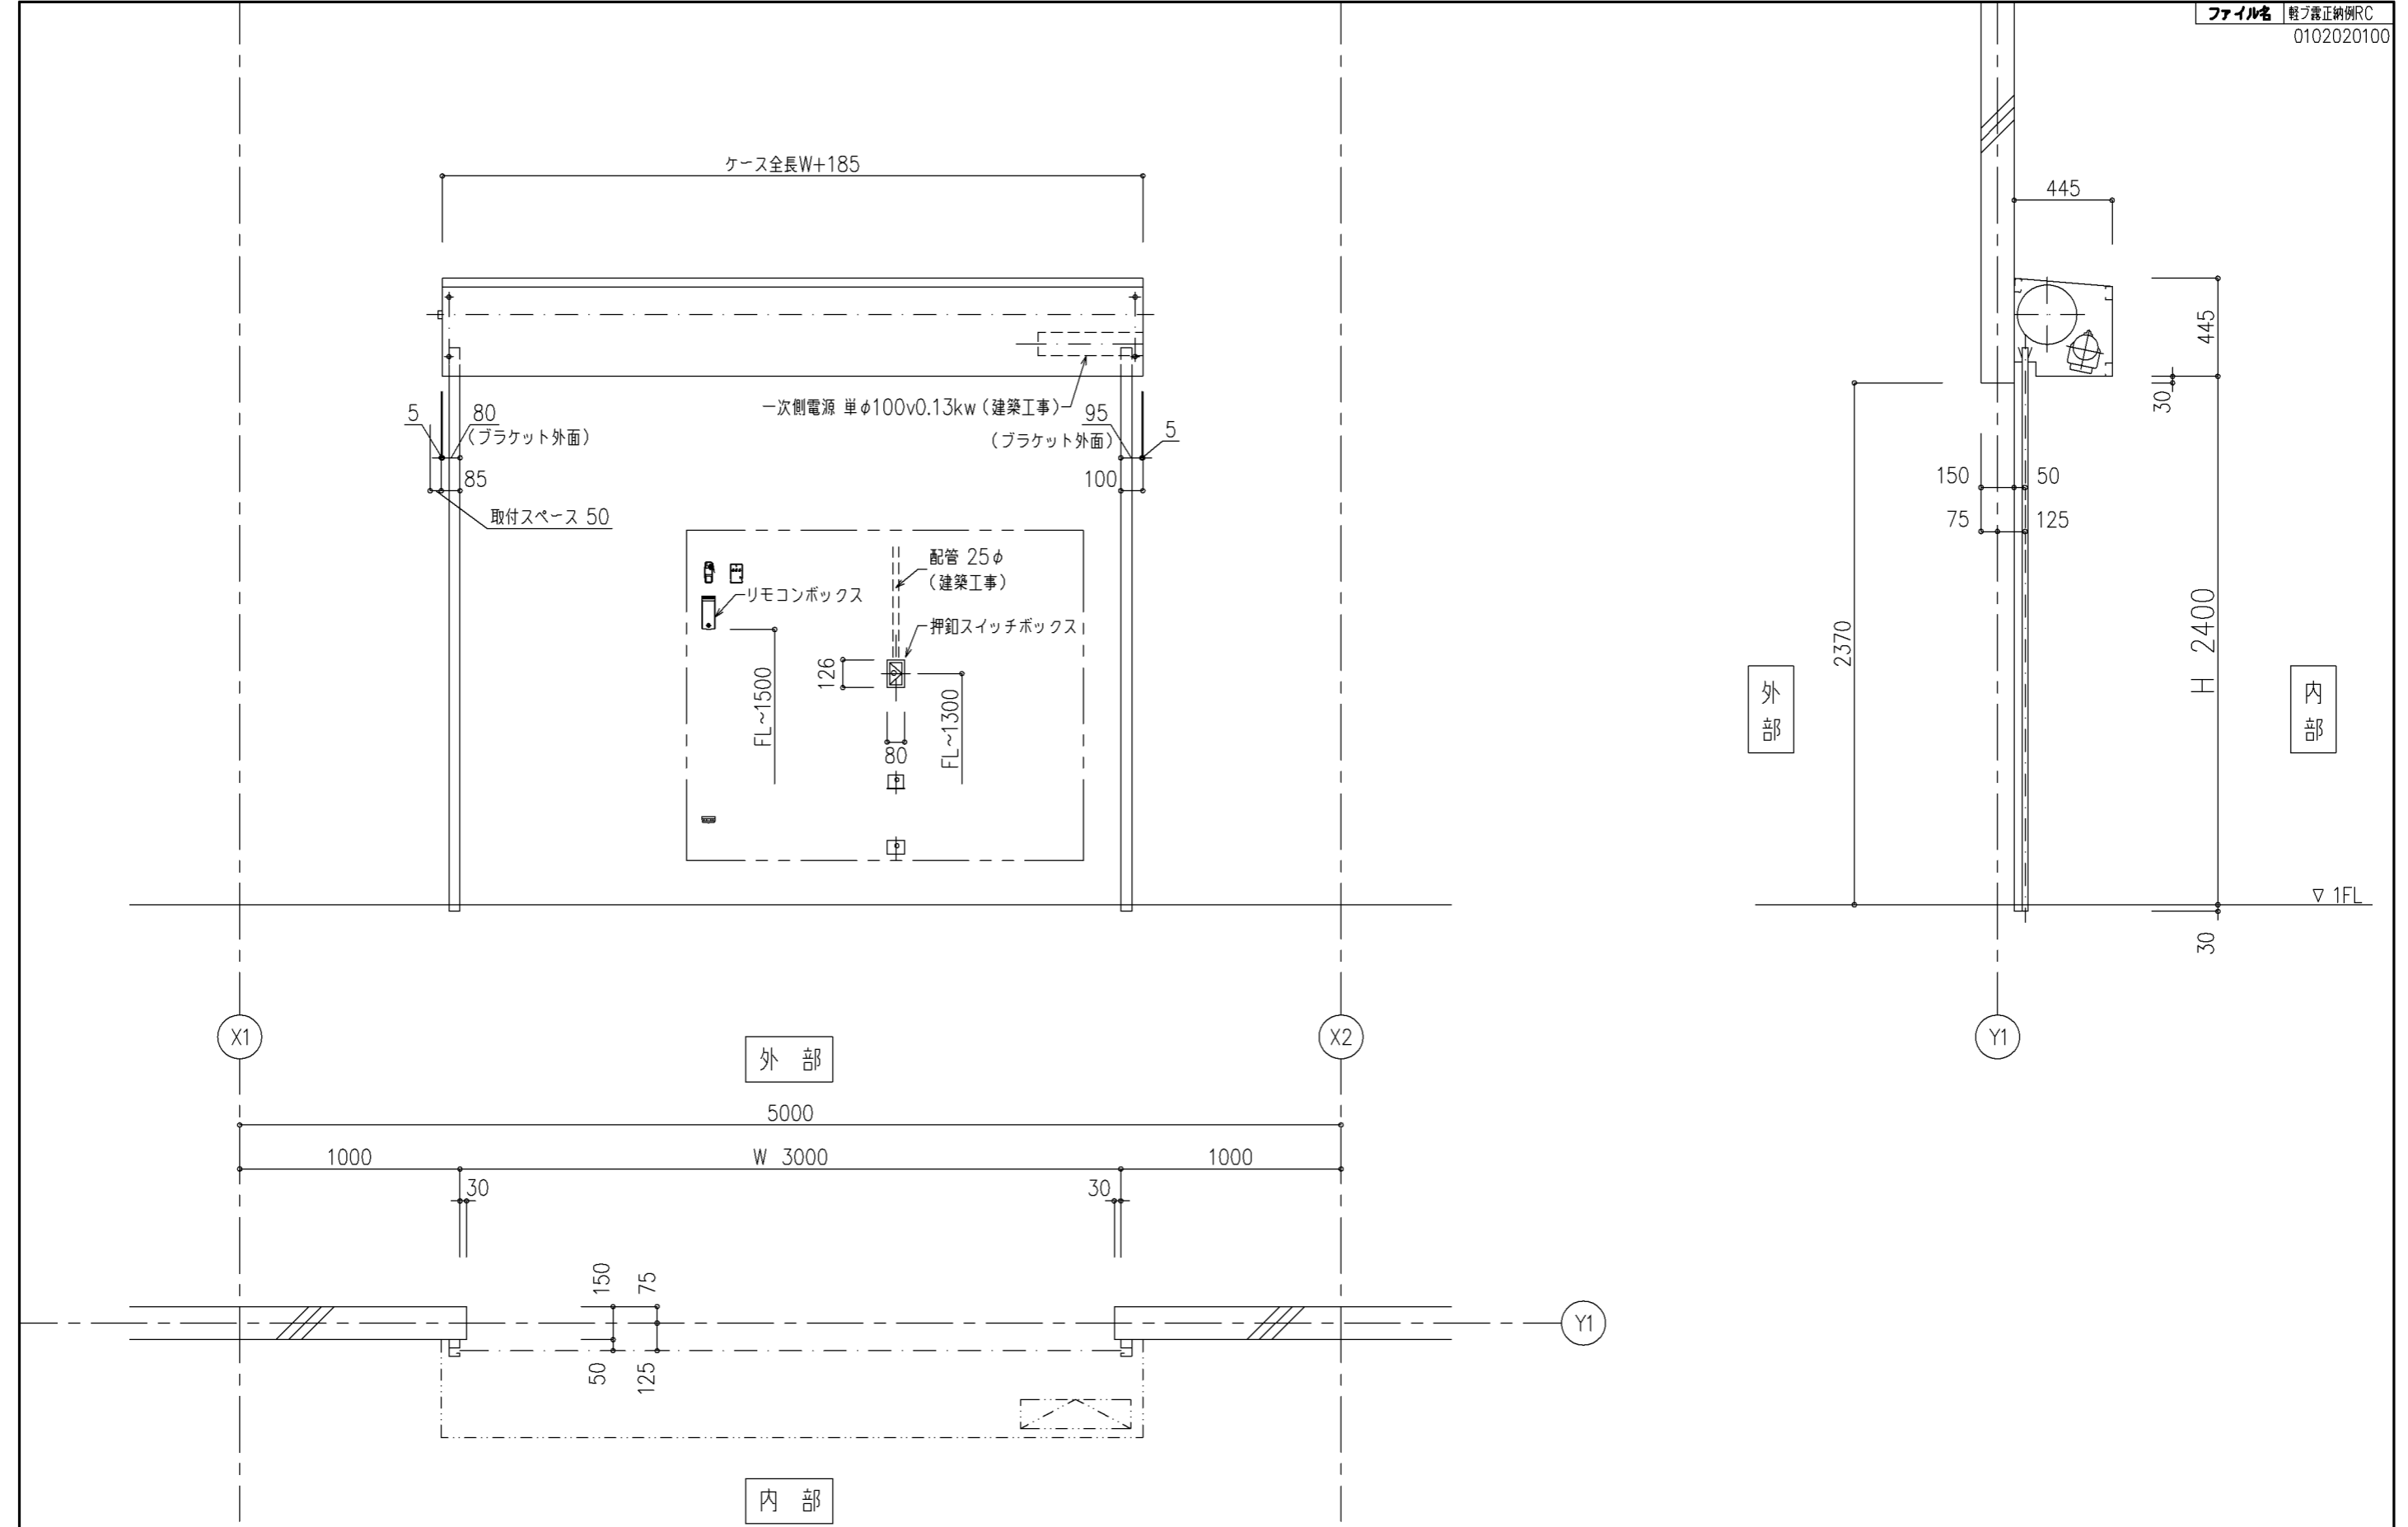 ファイル名 軽ブ露正納例RC
0102020100
ケース全長W+185
445
445
30
一次側電源 単φ100v0.13kw（建築工事）
5
80
（ブラケット外面）
95
（ブラケット外面）
5
85
100
取付スペース 50
150
50
75
125
配管 25φ
（建築工事）
リモコンボックス
押釦スイッチボックス
126
80
FL~1500
FL~1300
2370
H 2400
外部
内部
▽ 1FL
30
X1
X2
Y1
外 部
5000
1000
W 3000
1000
30
30
150
75
50
125
Y1
内 部